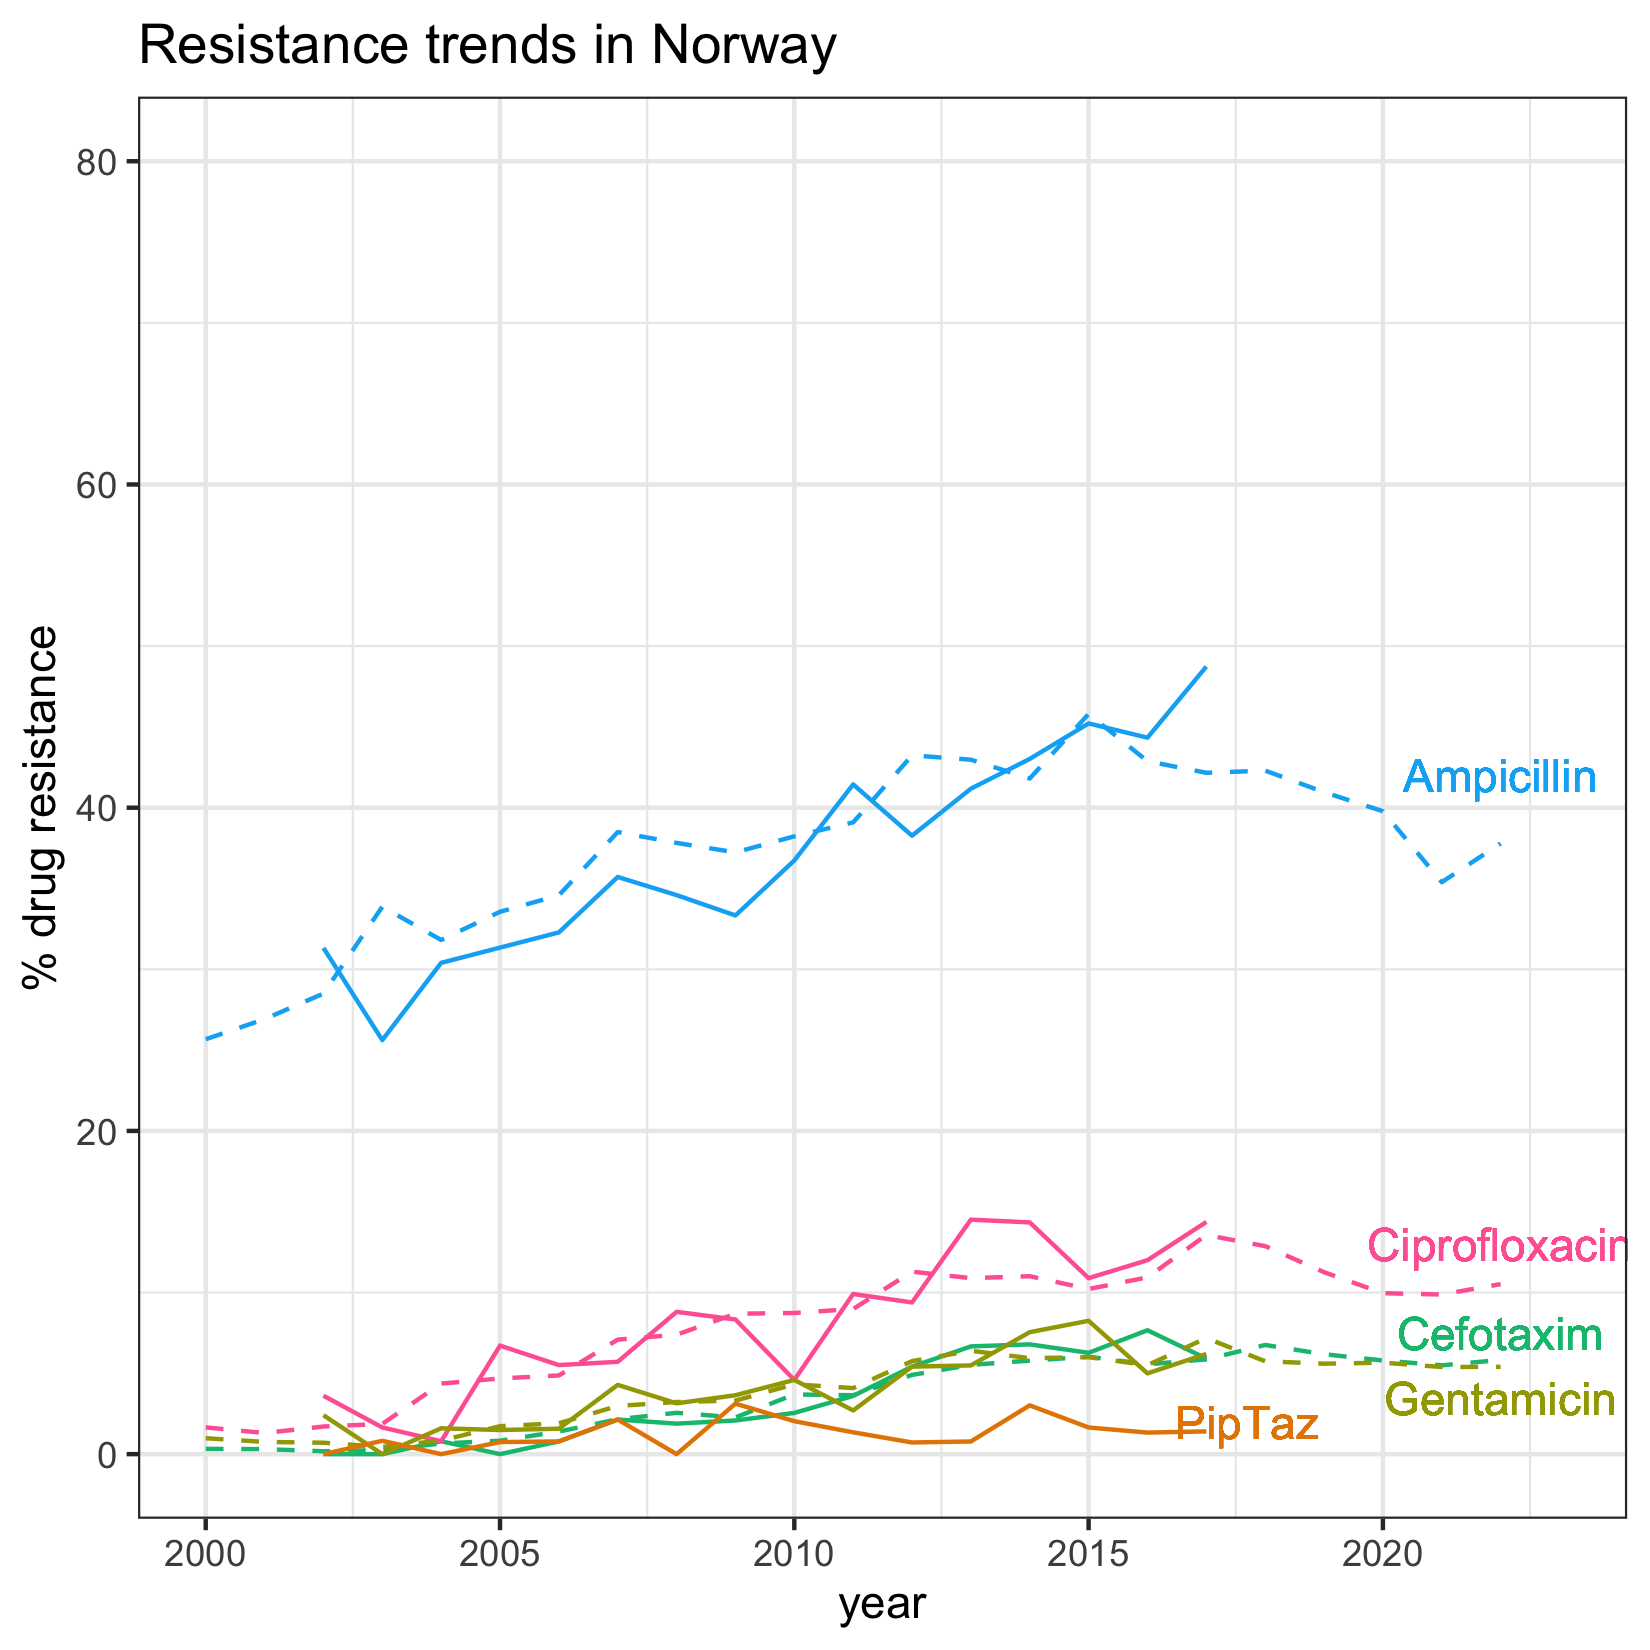 Resistance trends in Norway
80
60
40
20
0
% drug resistance
Ampicillin
Ciprofloxacin
Cefotaxim
Gentamicin
PipTaz
2000 2005 2010 2015 2020
year